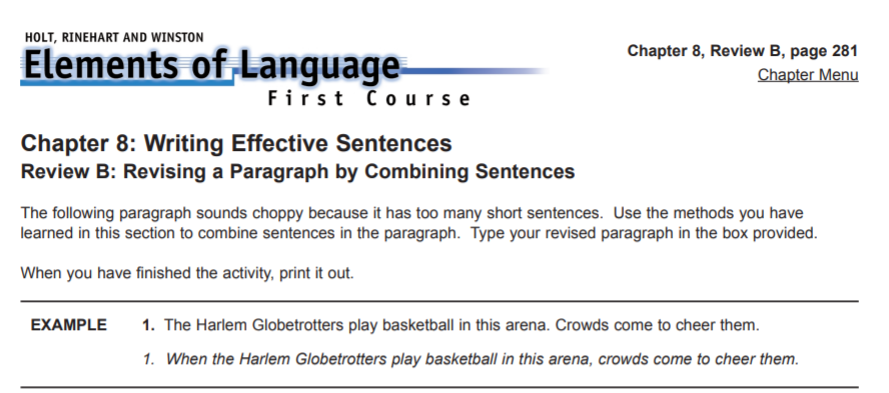 HOLT, RINEHART AND WINSTON
Elements of Language
First Course
Chapter 8, Review B, page 281
Chapter Menu
Chapter 8: Writing Effective Sentences
Review B: Revising a Paragraph by Combining Sentences
The following paragraph sounds choppy because it has too many short sentences.  Use the methods you have
learned in this section to combine sentences in the paragraph.  Type your revised paragraph in the box provided.
When you have finished the activity, print it out.
EXAMPLE 1. The Harlem Globetrotters play basketball in this arena. Crowds come to cheer them.
1. When the Harlem Globetrotters play basketball in this arena, crowds come to cheer them.